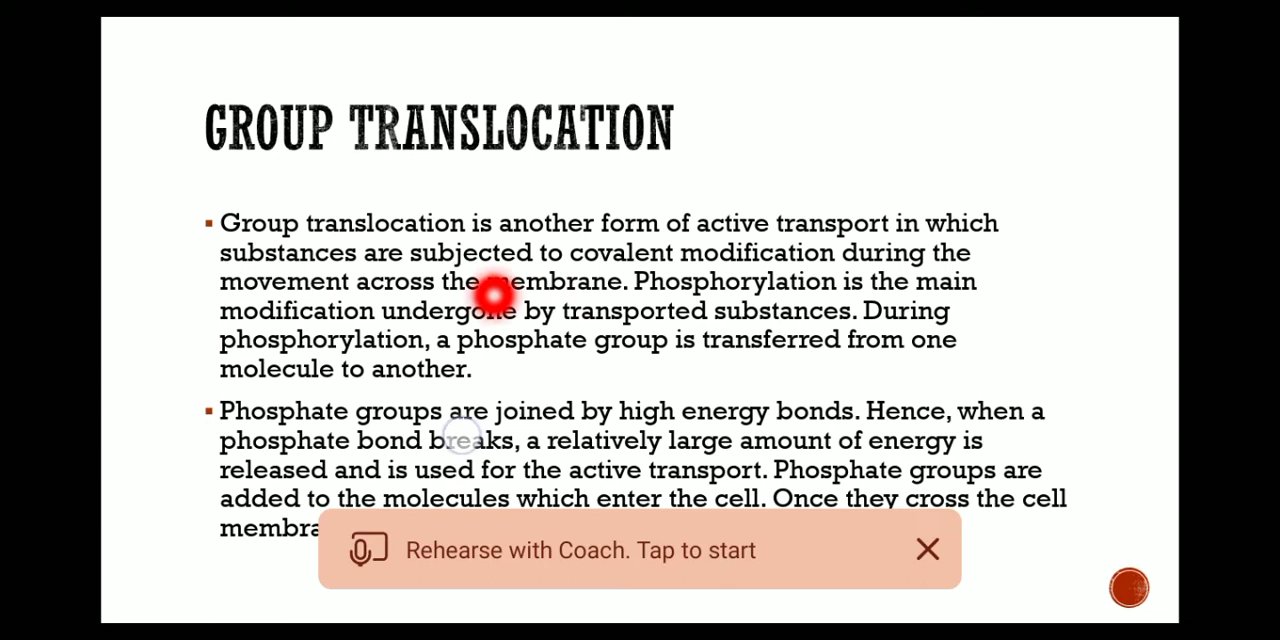 GROUP TRANSLOCATION
Group translocation is another form of active transport in which
substances are subjected to covalent modification during the
movement across the membrane. Phosphorylation is the main
modification undergone by transported substances. During
phosphorylation, a phosphate group is transferred from one
molecule to another.
Phosphate groups are joined by high energy bonds. Hence, when a
phosphate bond breaks, a relatively large amount of energy is
released and is used for the active transport. Phosphate groups are
added to the molecules which enter the cell. Once they cross the cell
Rehearse with Coach. Tap to start